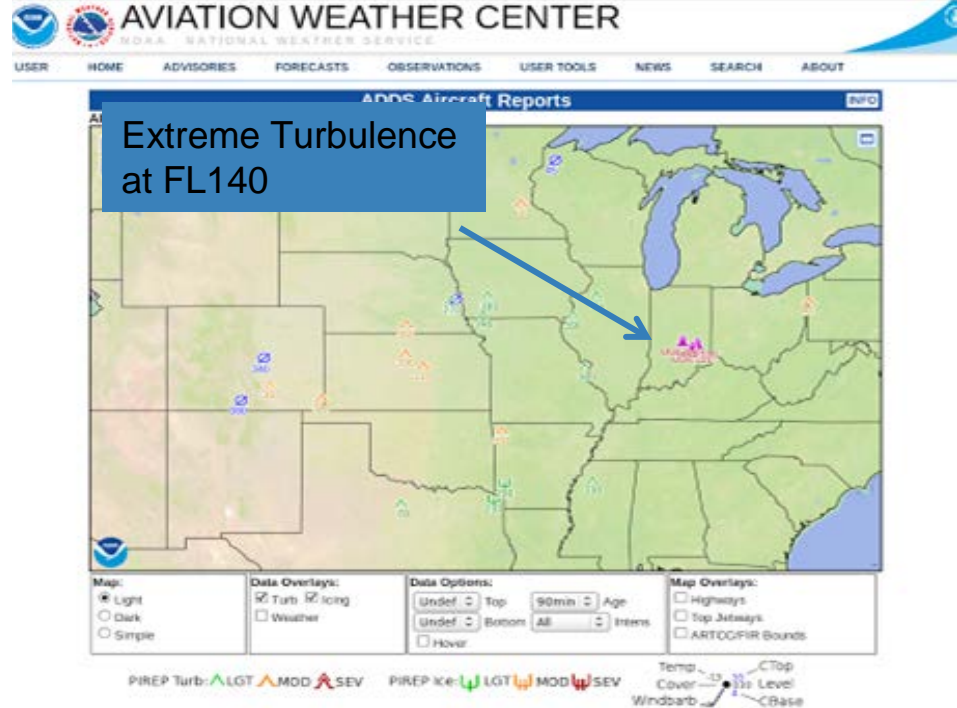 AVIATION WEATHER CENTER
NOAA NATIONAL WEATHER SERVICE
USER HOME ADVISORIES FORECASTS OBSERVATIONS USER TOOLS NEWS SEARCH ABOUT
ADDS Aircraft Reports INFO
Extreme Turbulence
at FL140
340
Map:
Light
Dark
Simple
Data Overlays:
Turb Icing
Weather
Data Options:
Undef Top 90min Age
Undef Bottom All Intens
Hover
Map Overlays:
Highways
Top Jetways
ARTCC/FIR Bounds
PIREP Turb: LGT MOD SEV PIREP Ice: LGT MOD SEV
Temp CTop
Cover Level
Windbarb CBase